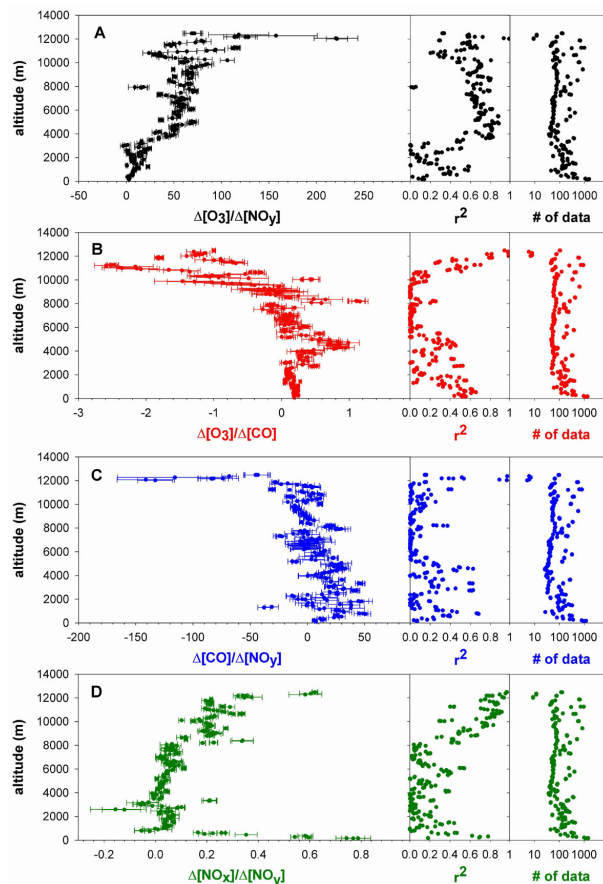 A
altitude (m)
14000
12000
10000
8000
6000
4000
2000
0
-50 0 50 100 150 200 250 0.0 0.2 0.4 0.6 0.8 1 10 100 1000
Δ[O3]/Δ[NOy] r2 # of data
B
altitude (m)
14000
12000
10000
8000
6000
4000
2000
0
-3 -2 -1 0 1 0.0 0.2 0.4 0.6 0.8 1 10 100 1000
Δ[O3]/Δ[CO] r2 # of data
C
altitude (m)
14000
12000
10000
8000
6000
4000
2000
0
-200 -150 -100 -50 0 50 0.0 0.2 0.4 0.6 0.8 1 10 100 1000
Δ[CO]/Δ[NOy] r2 # of data
D
altitude (m)
14000
12000
10000
8000
6000
4000
2000
0
-0.2 0.0 0.2 0.4 0.6 0.8 0.0 0.2 0.4 0.6 0.8 1 10 100 1000
Δ[NOx]/Δ[NOy] r2 # of data